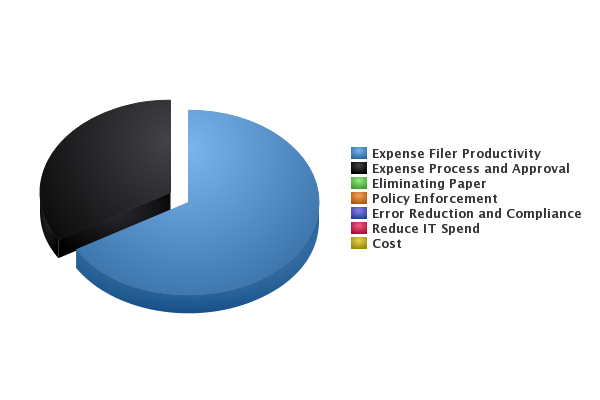 Expense Filer Productivity
Expense Process and Approval
Eliminating Paper
Policy Enforcement
Error Reduction and Compliance
Reduce IT Spend
Cost